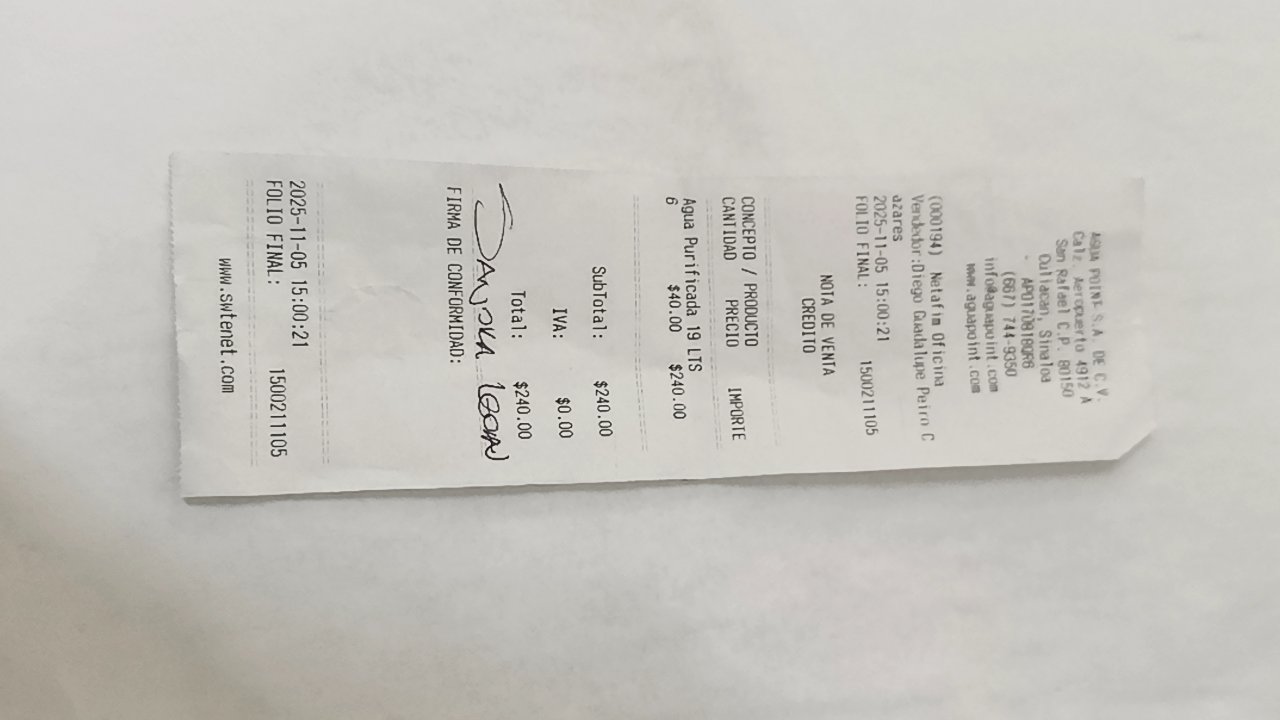 AGUA POINT S.A. DE C.V.
Calz. Aeropuerto 4912 A
San Rafael C.P. 80150
Culiacan, Sinaloa
- APO170818QR6
(667) 744-9350
info@aguapoint.com
www.aguapoint.com
(000194) Netafim Oficina
Vendedor:Diego Guadalupe Peiro C
azares
2025-11-05 15:00:21
FOLIO FINAL: 1500211105
NOTA DE VENTA
CREDITO
CONCEPTO / PRODUCTO
CANTIDAD PRECIO IMPORTE
Agua Purificada 19 LTS
6 $40.00 $240.00
SubTotal: $240.00
IVA: $0.00
Total: $240.00
FIRMA DE CONFORMIDAD:
2025-11-05 15:00:21
FOLIO FINAL: 1500211105
www.swtenet.com